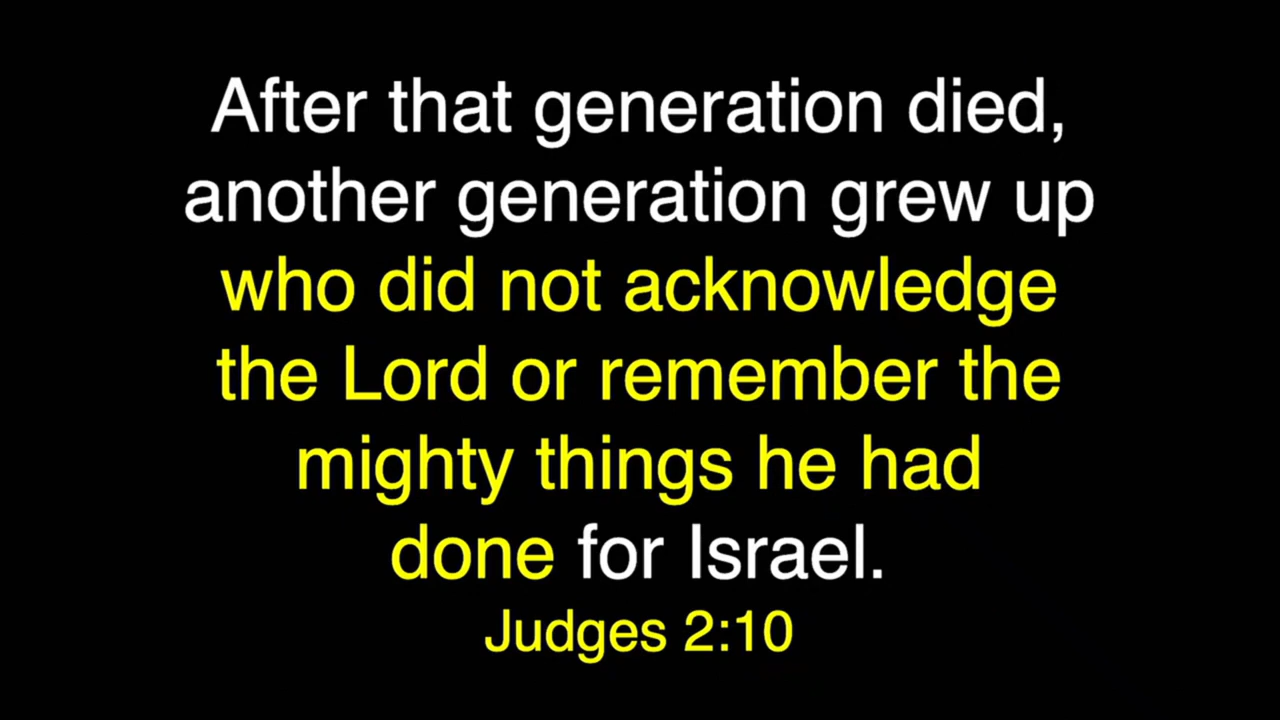 After that generation died,
another generation grew up
who did not acknowledge
the Lord or remember the
mighty things he had
done for Israel.
Judges 2:10